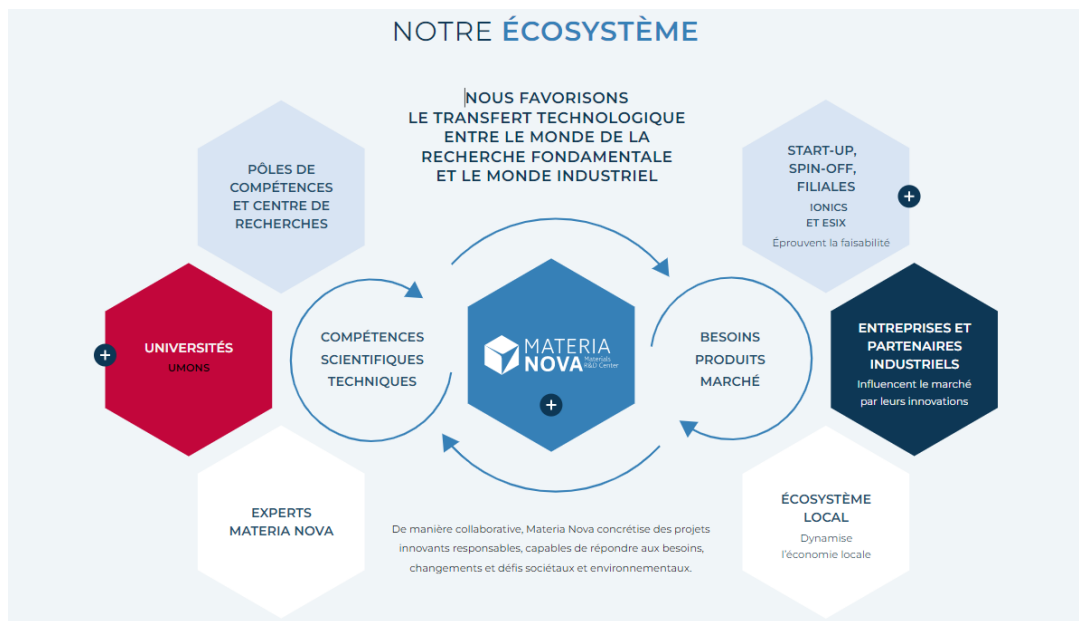 NOTRE ÉCOSYSTÈME
NOUS FAVORISONS
LE TRANSFERT TECHNOLOGIQUE
ENTRE LE MONDE DE LA
RECHERCHE FONDAMENTALE
ET LE MONDE INDUSTRIEL
PÔLES DE
COMPÉTENCES
ET CENTRE DE
RECHERCHES
START-UP,
SPIN-OFF,
FILIALES
IONICS
ET ESIX
Éprouvent la faisabilité
UNIVERSITÉS
UMONS
COMPÉTENCES
SCIENTIFIQUES
TECHNIQUES
MATERIA
NOVA
Materials
R&D Center
BESOINS
PRODUITS
MARCHÉ
ENTREPRISES ET
PARTENAIRES
INDUSTRIELS
Influencent le marché
par leurs innovations
EXPERTS
MATERIA NOVA
De manière collaborative, Materia Nova concrétise des projets
innovants responsables, capables de répondre aux besoins,
changements et défis sociétaux et environnementaux.
ÉCOSYSTÈME
LOCAL
Dynamise
l'économie locale